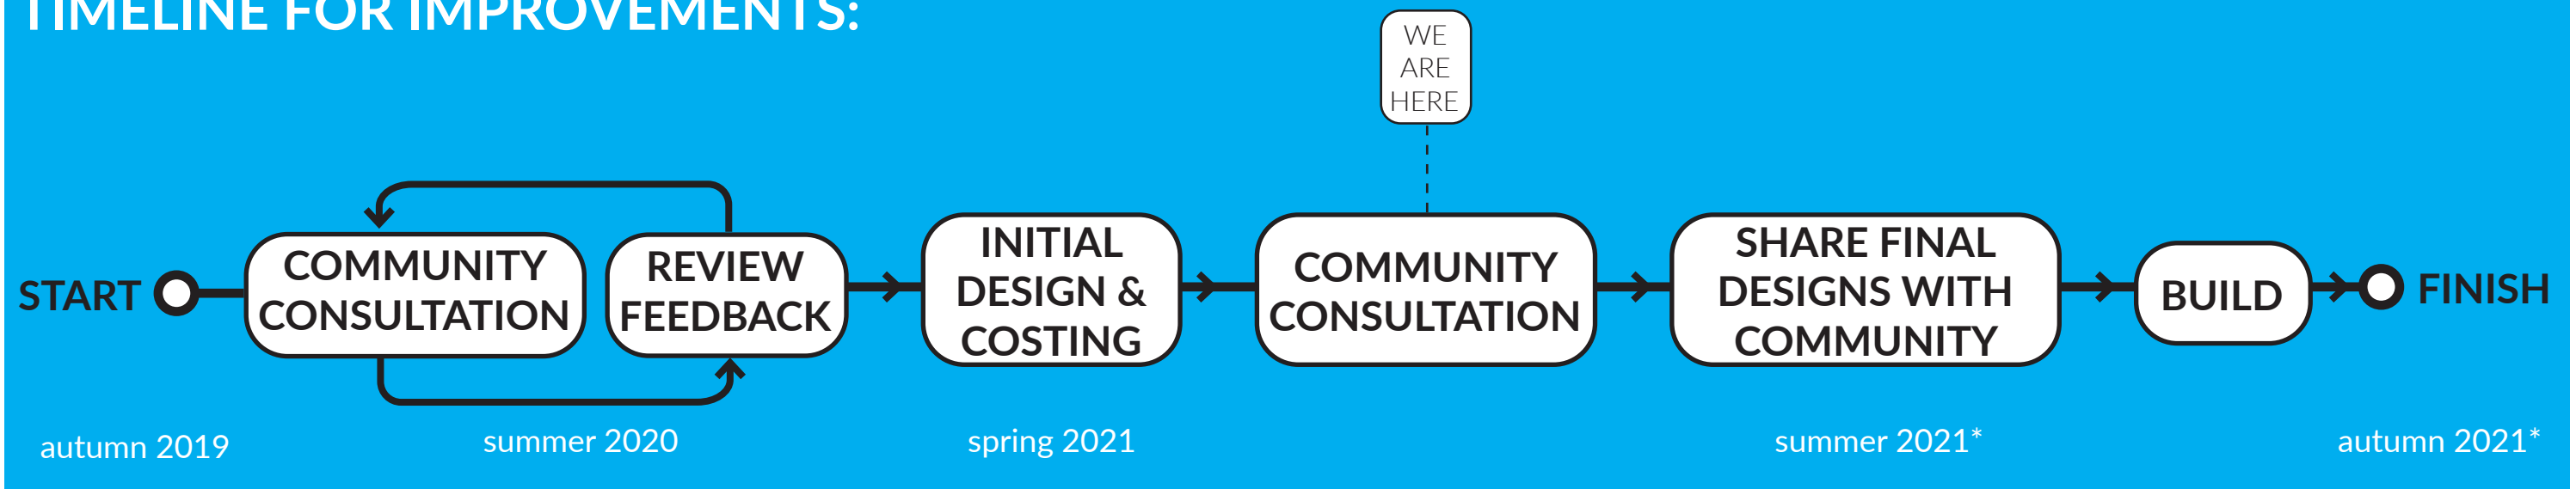 TIMELINE FOR IMPROVEMENTS:
WE
ARE
HERE
START
COMMUNITY
CONSULTATION
REVIEW
FEEDBACK
INITIAL
DESIGN &
COSTING
COMMUNITY
CONSULTATION
SHARE FINAL
DESIGNS WITH
COMMUNITY
BUILD
FINISH
autumn 2019
summer 2020
spring 2021
summer 2021*
autumn 2021*